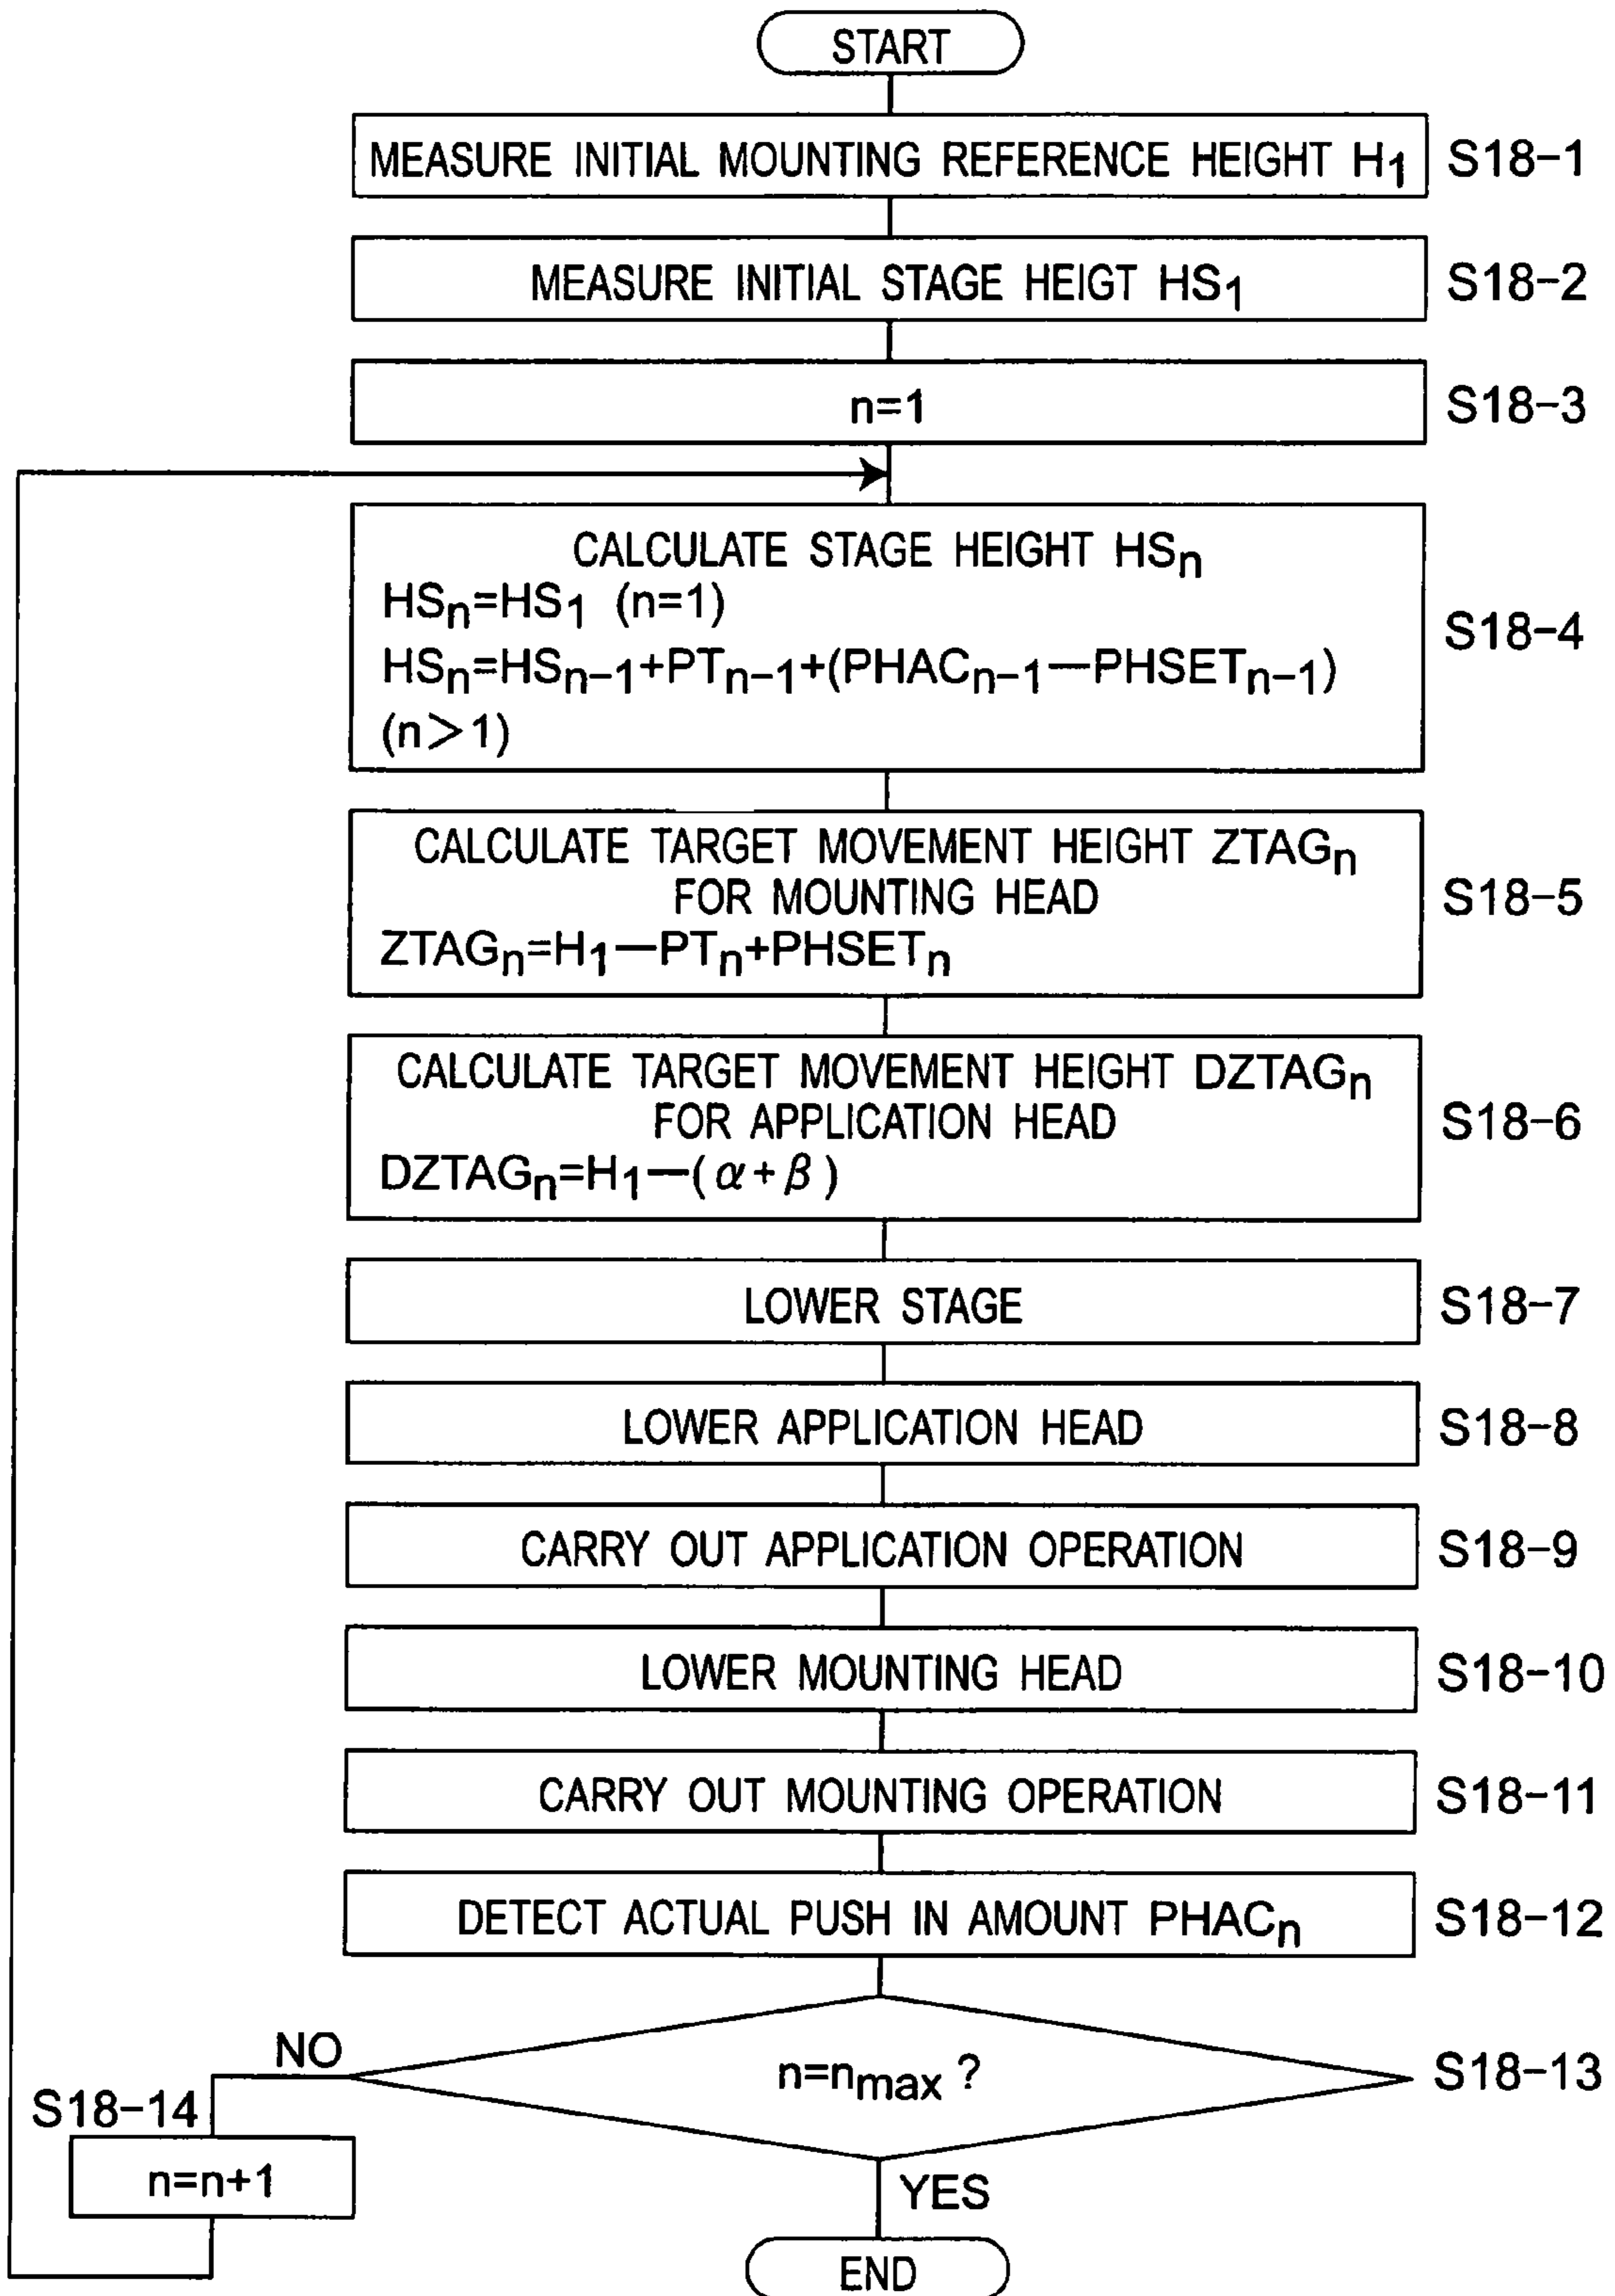 START
MEASURE INITIAL MOUNTING REFERENCE HEIGHT H1 S18-1
MEASURE INITIAL STAGE HEIGT HS1 S18-2
n=1 S18-3
CALCULATE STAGE HEIGHT HSn
HSn=HS1 (n=1)
S18-4
HSn=HSn-1+PTn-1+(PHACn-1—PHSETn-1)
(n>1)
CALCULATE TARGET MOVEMENT HEIGHT ZTAGn
FOR MOUNTING HEAD S18-5
ZTAGn=H1—PTn+PHSETn
CALCULATE TARGET MOVEMENT HEIGHT DZTAGn
FOR APPLICATION HEAD S18-6
DZTAGn=H1—(α+β)
LOWER STAGE S18-7
LOWER APPLICATION HEAD S18-8
CARRY OUT APPLICATION OPERATION S18-9
LOWER MOUNTING HEAD S18-10
CARRY OUT MOUNTING OPERATION S18-11
DETECT ACTUAL PUSH IN AMOUNT PHACn S18-12
NO
n=nmax ? S18-13
S18-14
n=n+1
YES
END